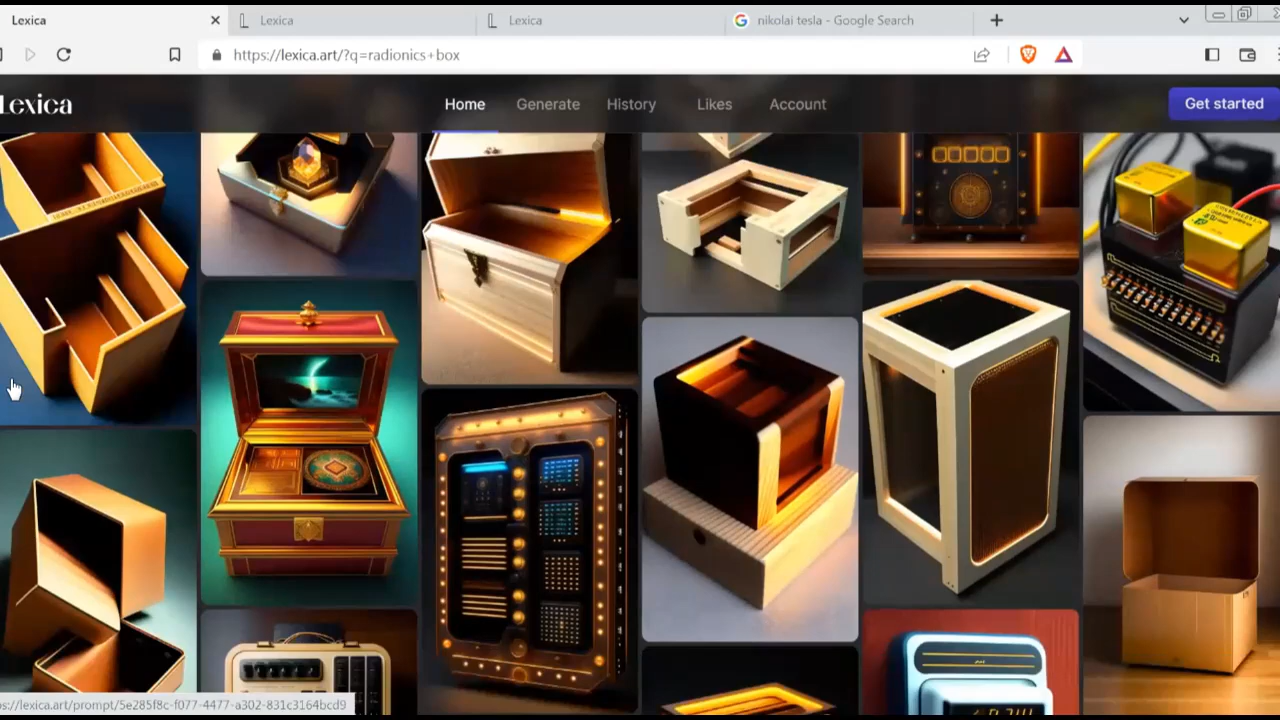 Lexica
Lexica
Lexica
nikolai tesla - Google Search
https://lexica.art/?q=radionics+box
Lexica
Home
Generate
History
Likes
Account
Get started
ps://lexica.art/prompt/5e285f8c-f077-4477-a302-831c3164bcd9